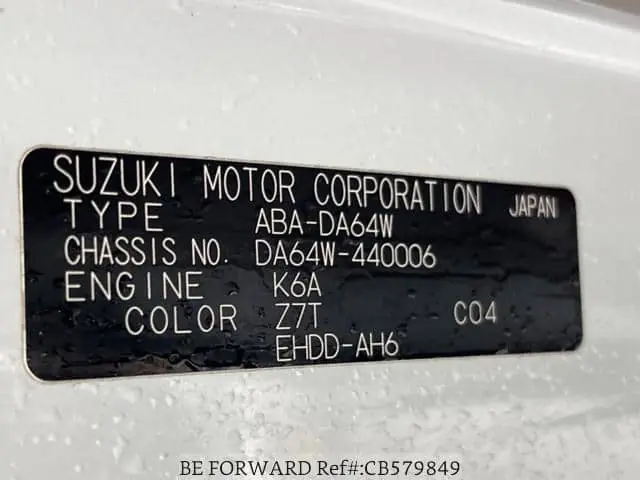 SUZUKI MOTOR CORPORATION JAPAN
TYPE ABA-DA64W
CHASSIS NO. DA64W-440006
ENGINE K6A
COLOR Z7T C04
EHDD-AH6
BE FORWARD Ref#:CB579849